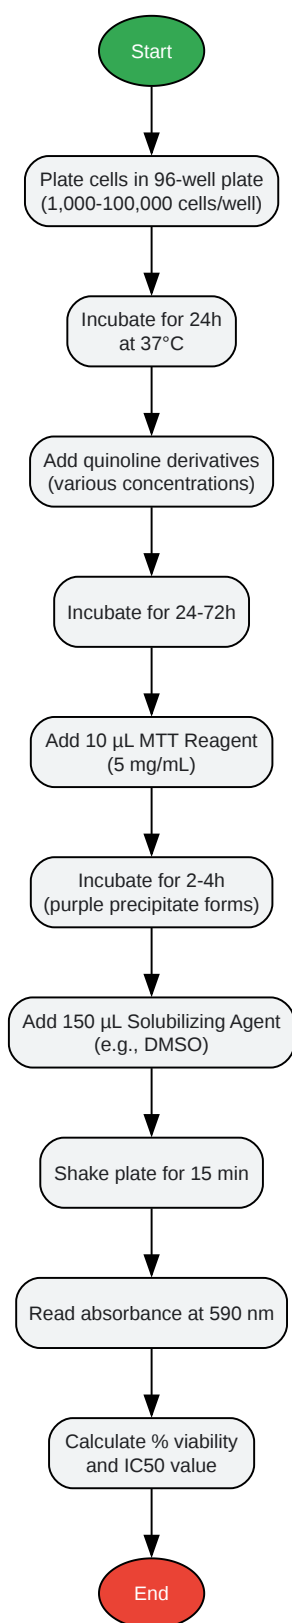 Start
Plate cells in 96-well plate
(1,000-100,000 cells/well)
Incubate for 24h
at 37°C
Add quinoline derivatives
(various concentrations)
Incubate for 24-72h
Add 10 µL MTT Reagent
(5 mg/mL)
Incubate for 2-4h
(purple precipitate forms)
Add 150 µL Solubilizing Agent
(e.g., DMSO)
Shake plate for 15 min
Read absorbance at 590 nm
Calculate % viability
and IC50 value
End